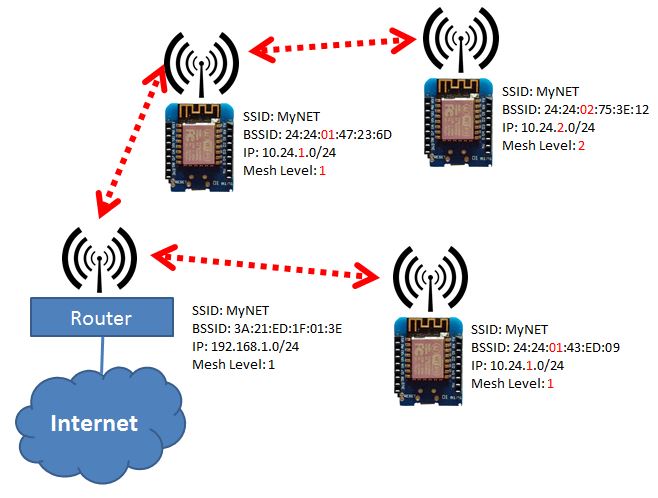 SSID: MyNET
BSSID: 24:24:01:47:23:6D
IP: 10.24.1.0/24
Mesh Level: 1
SSID: MyNET
BSSID: 24:24:02:75:3E:12
IP: 10.24.2.0/24
Mesh Level: 2
Router
SSID: MyNET
BSSID: 3A:21:ED:1F:01:3E
IP: 192.168.1.0/24
Mesh Level: 1
SSID: MyNET
BSSID: 24:24:01:43:ED:09
IP: 10.24.1.0/24
Mesh Level: 1
Internet